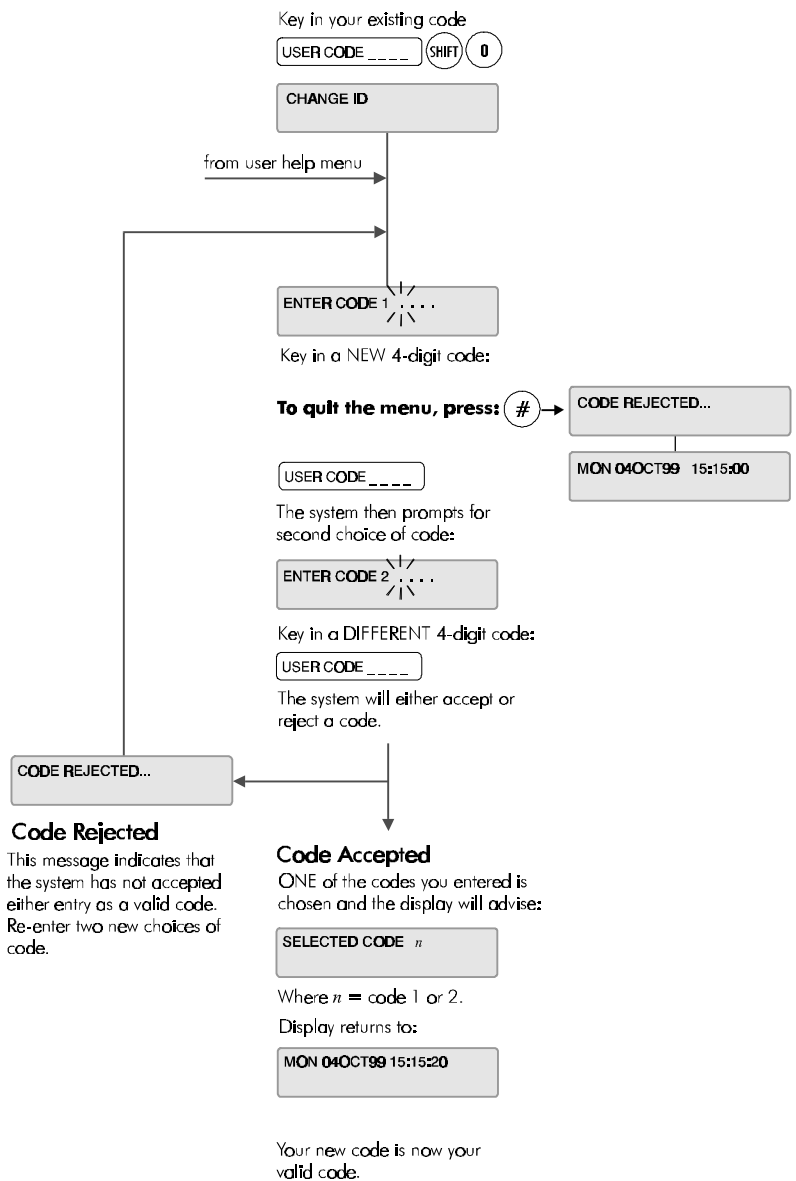 Key in your existing code
USER CODE _ _ _ _ SHIFT 0
CHANGE ID
from user help menu
ENTER CODE 1 . . . .
Key in a NEW 4-digit code:
To quit the menu, press: #
CODE REJECTED...
MON 04OCT99 15:15:00
USER CODE _ _ _ _
The system then prompts for
second choice of code:
ENTER CODE 2 . . . .
Key in a DIFFERENT 4-digit code:
USER CODE _ _ _ _
The system will either accept or
reject a code.
CODE REJECTED...
Code Rejected
This message indicates that
the system has not accepted
either entry as a valid code.
Re-enter two new choices of
code.
Code Accepted
ONE of the codes you entered is
chosen and the display will advise:
SELECTED CODE n
Where n = code 1 or 2.
Display returns to:
MON 04OCT99 15:15:20
Your new code is now your
valid code.